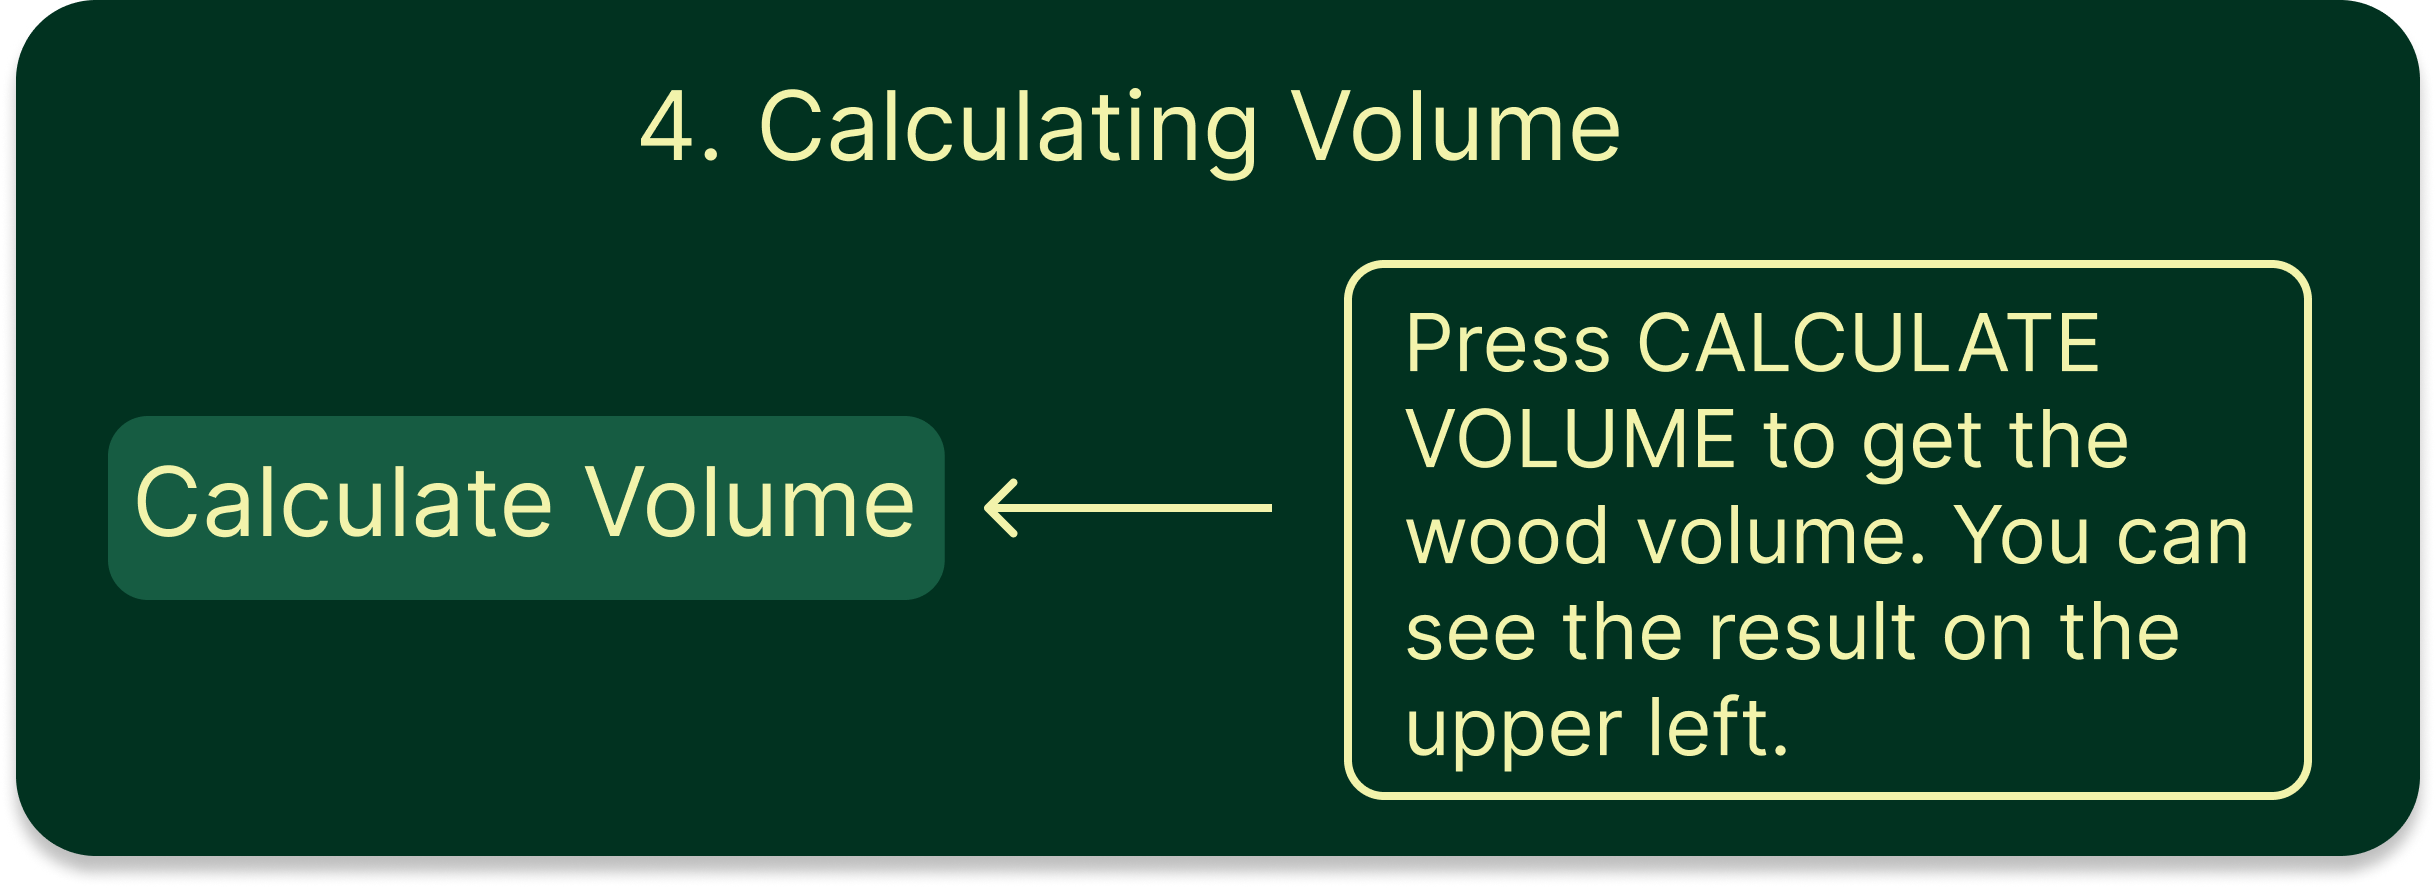 4. Calculating Volume
Calculate Volume
Press CALCULATE
VOLUME to get the
wood volume. You can
see the result on the
upper left.